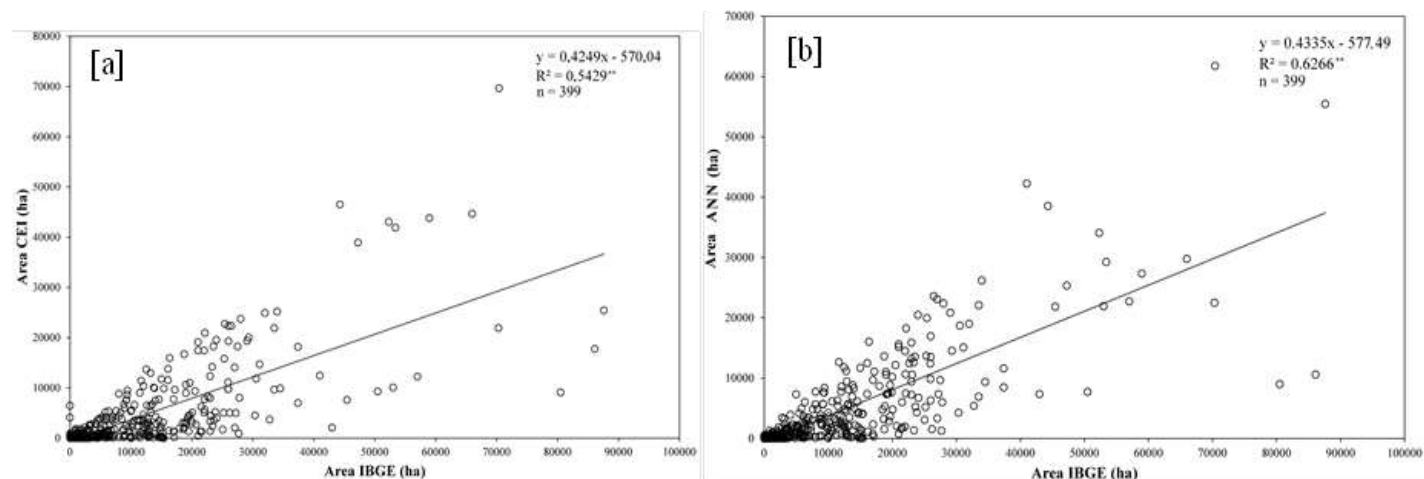 [a]
y = 0.4249x - 570,04
R² = 0,5429**
n = 399
80000
70000
60000
50000
40000
30000
20000
10000
0
Area CEI (ha)
0 10000 20000 30000 40000 50000 60000 70000 80000 90000 100000
Area IBGE (ha)
[b]
y = 0.4335x - 577.49
R² = 0.6266**
n = 399
70000
60000
50000
40000
30000
20000
10000
0
Area ANN (ha)
0 10000 20000 30000 40000 50000 60000 70000 80000 90000 100000
Area IBGE (ha)